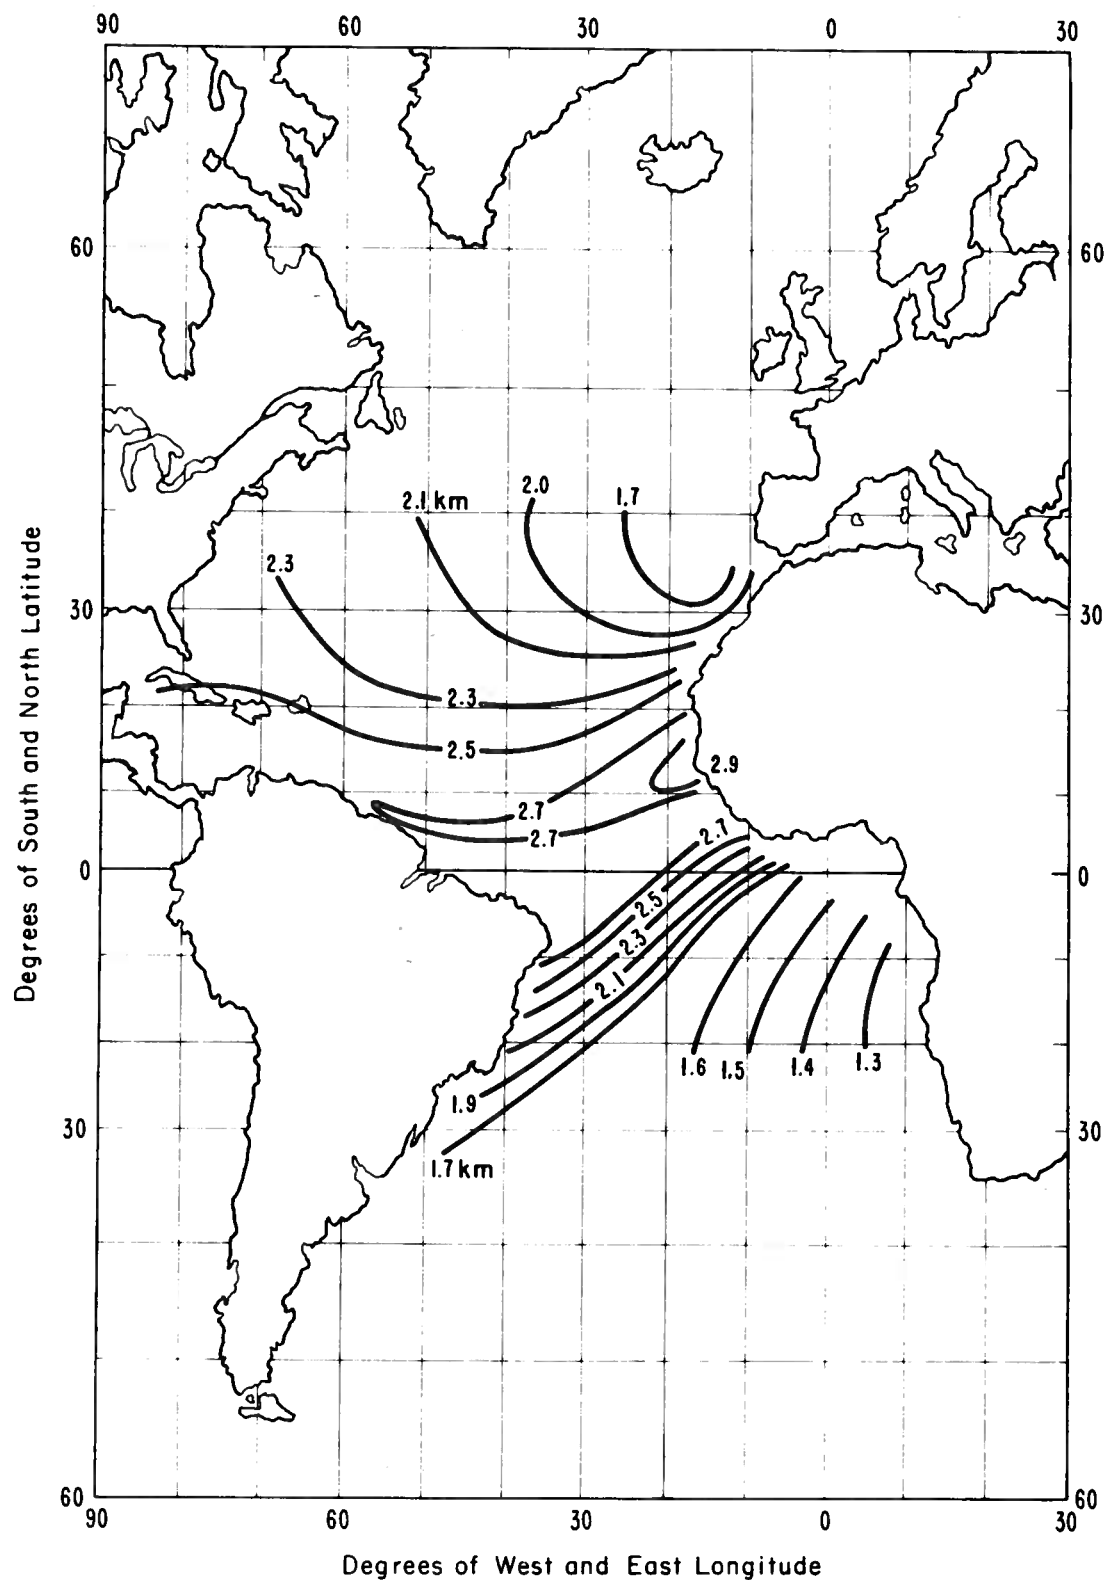 90 60 30 0 30
60 60
2.1 km 2.0 1.7
2.3
30 30
2.3
2.5
2.9
2.7
2.7
2.7
0 0
2.5
2.3
2.1
1.6 1.5 1.4 1.3
1.9
30 30
1.7 km
60 60
90 60 30 0 30
Degrees of West and East Longitude
Degrees of South and North Latitude